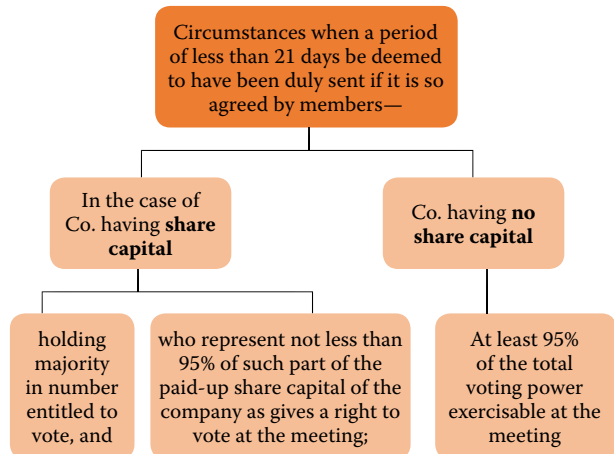 Circumstances when a period
of less than 21 days be deemed
to have been duly sent if it is so
agreed by members—
In the case of
Co. having share
capital
Co. having no
share capital
holding
majority
in number
entitled to
vote, and
who represent not less than
95% of such part of the
paid-up share capital of the
company as gives a right to
vote at the meeting;
At least 95%
of the total
voting power
exercisable at the
meeting